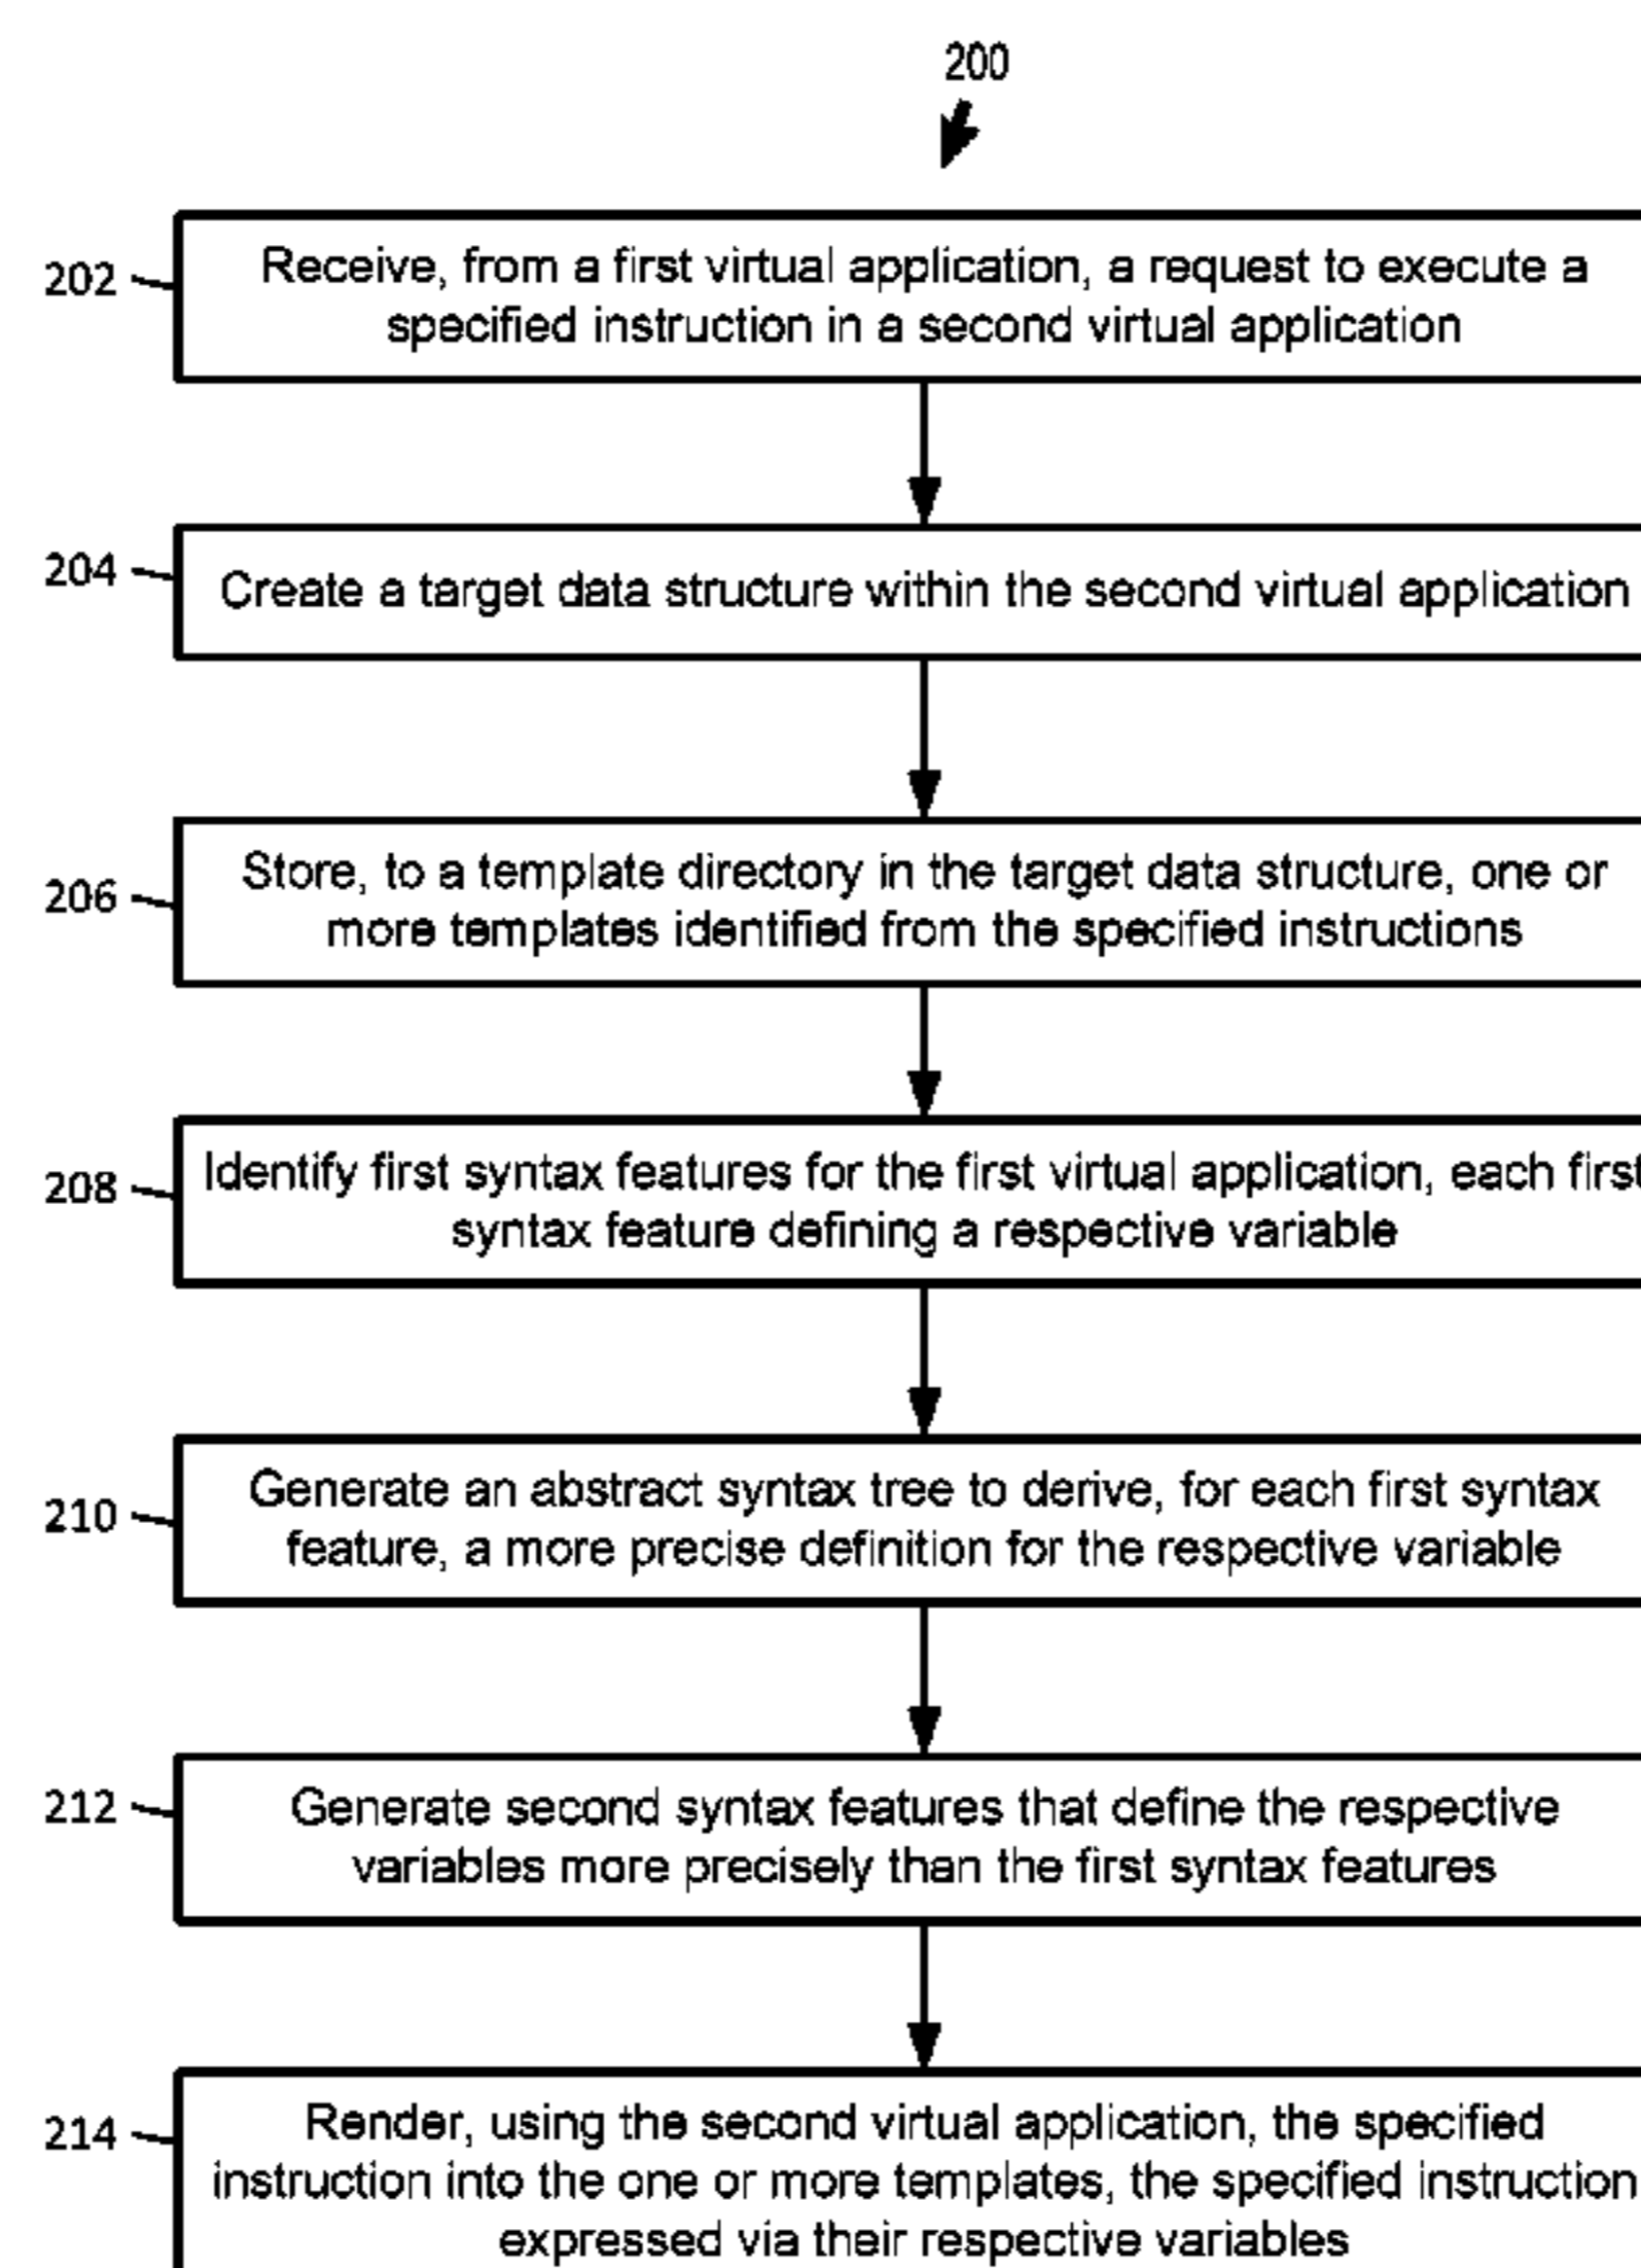 200
202
Receive, from a first virtual application, a request to execute a
specified instruction in a second virtual application
204
Create a target data structure within the second virtual application
206
Store, to a template directory in the target data structure, one or
more templates identified from the specified instructions
208
Identify first syntax features for the first virtual application, each first
syntax feature defining a respective variable
210
Generate an abstract syntax tree to derive, for each first syntax
feature, a more precise definition for the respective variable
212
Generate second syntax features that define the respective
variables more precisely than the first syntax features
214
Render, using the second virtual application, the specified
instruction into the one or more templates, the specified instruction
expressed via their respective variables